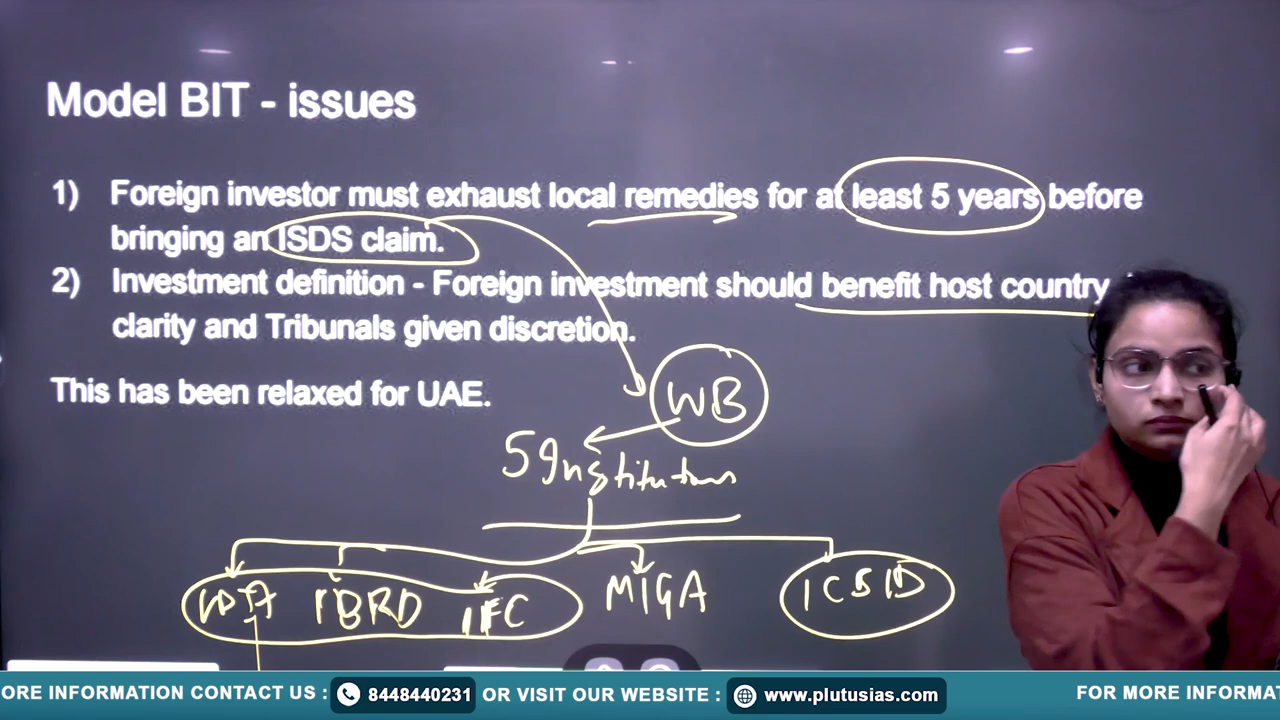 Model BIT - issues
1) Foreign investor must exhaust local remedies for at least 5 years before
bringing an ISDS claim.
2) Investment definition - Foreign investment should benefit host country
clarity and Tribunals given discretion.
This has been relaxed for UAE.
WB
5 Institutions
IDA IBRD IFC MIGA ICSID
ORE INFORMATION CONTACT US : 8448440231 OR VISIT OUR WEBSITE : www.plutusias.com FOR MORE INFORMAT